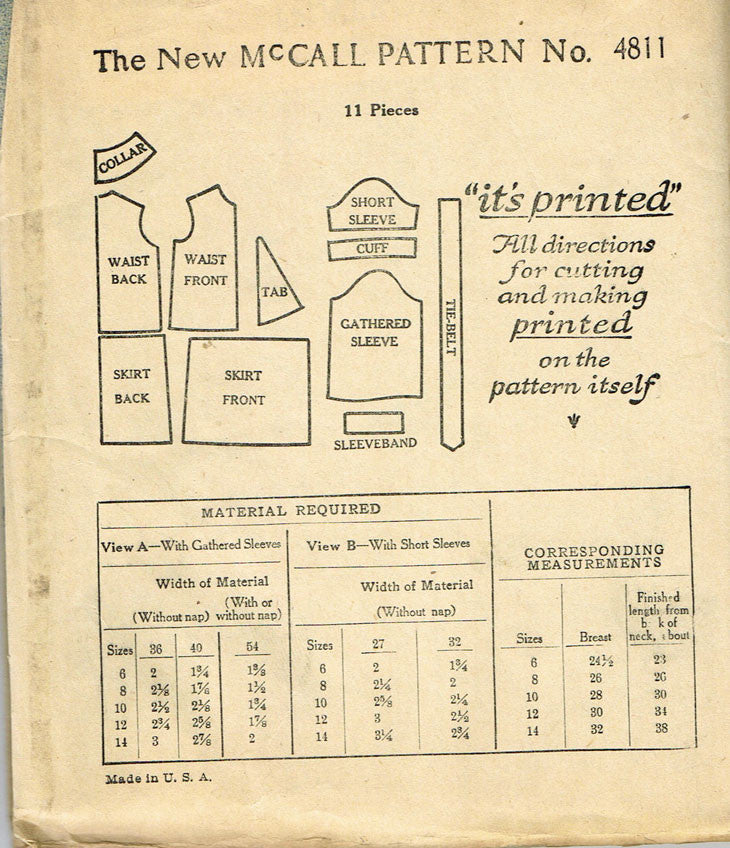 The New McCALL PATTERN No. 4811
11 Pieces
COLLAR
WAIST
BACK
WAIST
FRONT
TAB
SHORT
SLEEVE
CUFF
GATHERED
SLEEVE
TIE-BELT
SKIRT
BACK
SKIRT
FRONT
SLEEVEBAND
"it's printed"
All directions
for cutting
and making
printed
on the
pattern itself
MATERIAL REQUIRED
View A—With Gathered Sleeves
Width of Material
(Without nap) (With or without nap)
Sizes 36 40 54
6 2 1¾ 1⅜
8 2⅛ 1⅞ 1½
10 2½ 2⅛ 1¾
12 2¾ 2⅝ 1⅞
14 3 2⅞ 2
View B—With Short Sleeves
Width of Material
(Without nap)
Sizes 27 32
6 2 1¾
8 2¼ 2
10 2⅝ 2¼
12 3 2½
14 3¼ 2¾
CORRESPONDING
MEASUREMENTS
Sizes Breast Finished length from of neck,
6 24½ 23
8 26 26
10 28 30
12 30 34
14 32 38
Made in U. S. A.